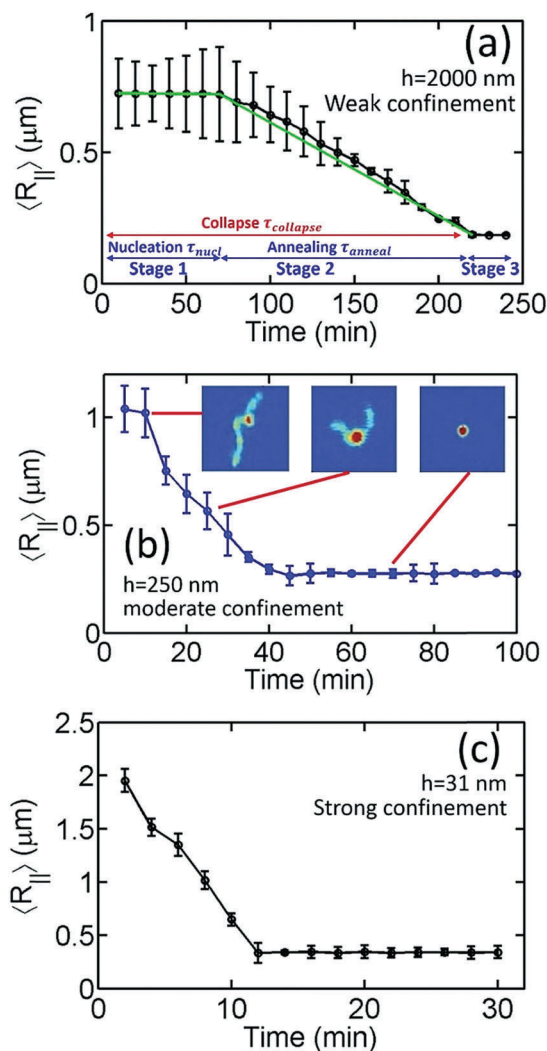 (a)
h=2000 nm
Weak confinement
1
0.5
0
⟨R||⟩ (μm)
Collapse τcollapse
Nucleation τnucl Annealing τanneal
Stage 1 Stage 2 Stage 3
0 50 100 150 200 250
Time (min)
1
0.5
0
⟨R||⟩ (μm)
(b)
h=250 nm
moderate confinement
0 20 40 60 80 100
Time (min)
(c)
h=31 nm
Strong confinement
2.5
2
1.5
1
0.5
0
⟨R||⟩ (μm)
0 10 20 30
Time (min)